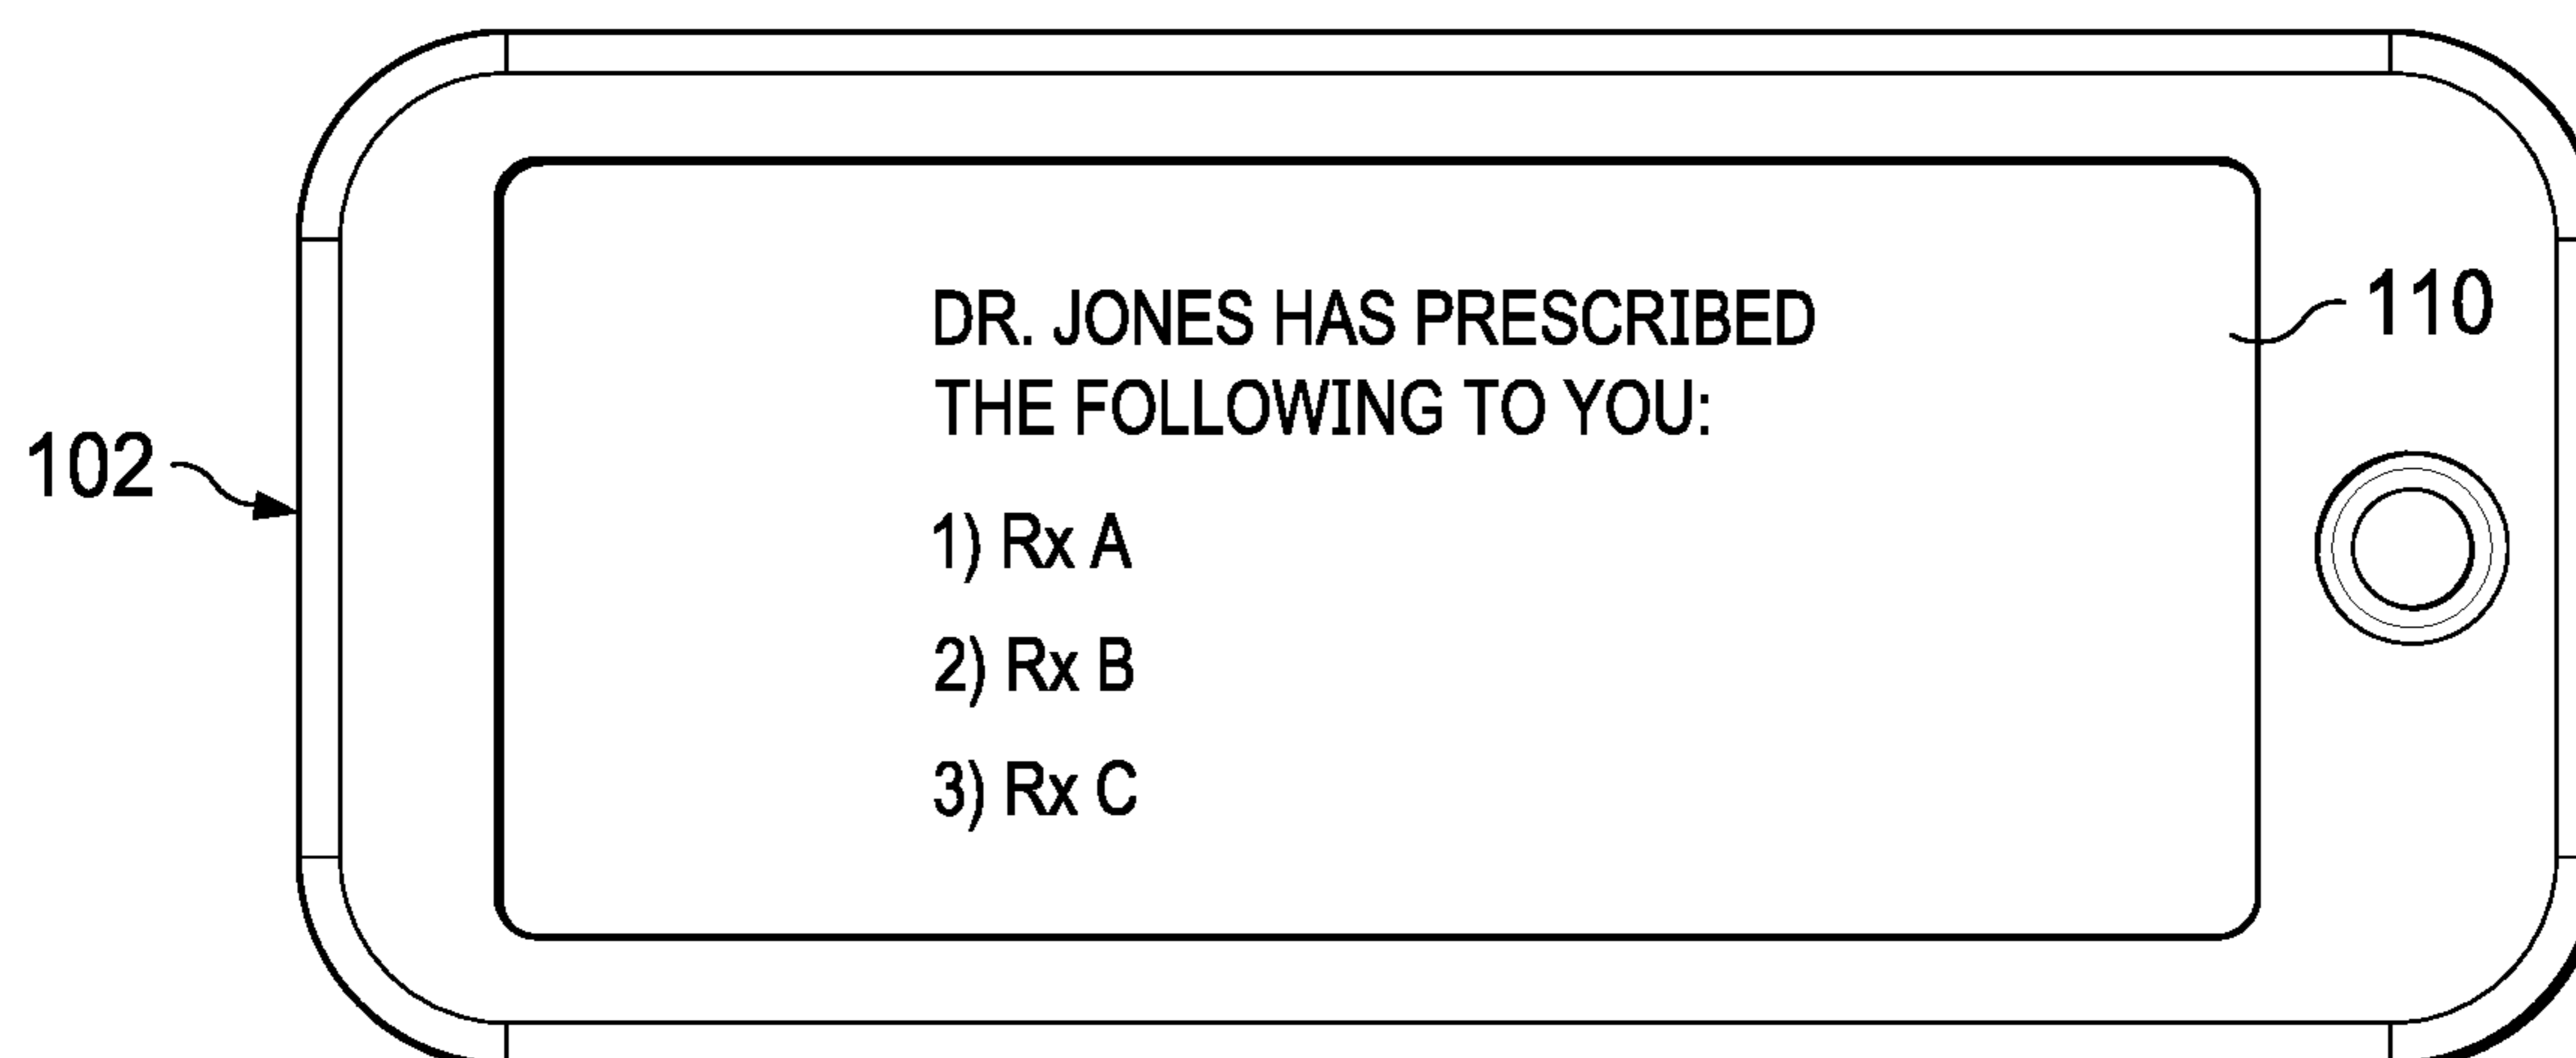 DR. JONES HAS PRESCRIBED
THE FOLLOWING TO YOU:
110
102
1) Rx A
2) Rx B
3) Rx C